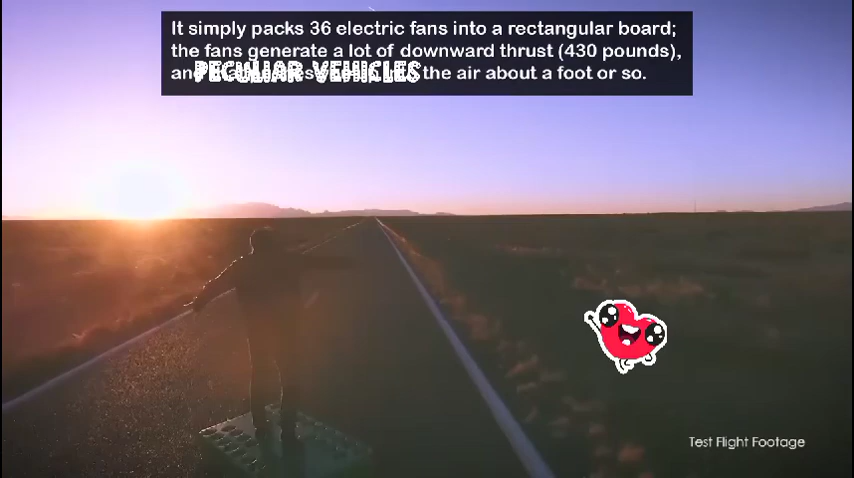 It simply packs 36 electric fans into a rectangular board;
the fans generate a lot of downward thrust (430 pounds),
and the air about a foot or so.
PECULIAR VEHICLES
Test Flight Footage